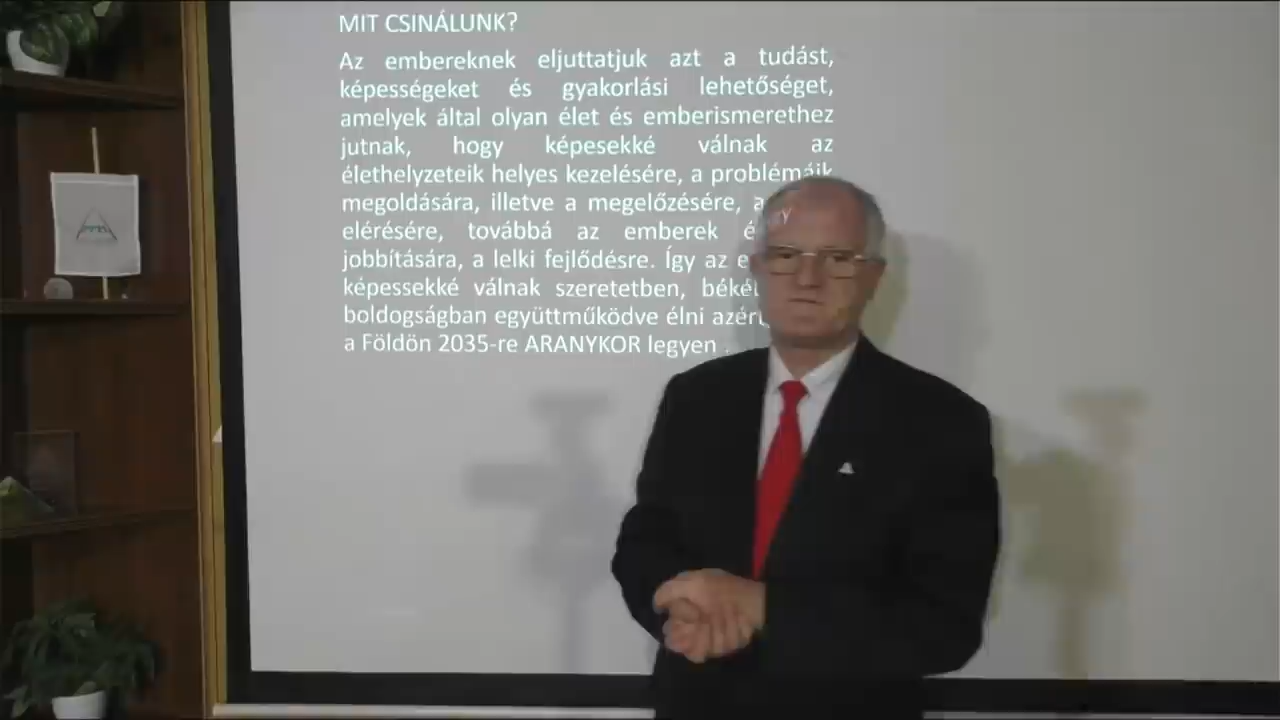 MIT CSINÁLUNK?
Az embereknek eljuttatjuk azt a tudást,
képességeket és gyakorlási lehetőséget,
amelyek által olyan élet és emberismerethez
jutnak, hogy képesekké válnak az
élethelyzeteik helyes kezelésére, a problémáik
megoldására, illetve a megelőzésére, a
elérésére, továbbá az emberek
jobbítására, a lelki fejlődésre. Így az
képessekké válnak szeretetben,
boldogságban együttműködve élni azért,
a Földön 2035-re ARANYKOR legyen .